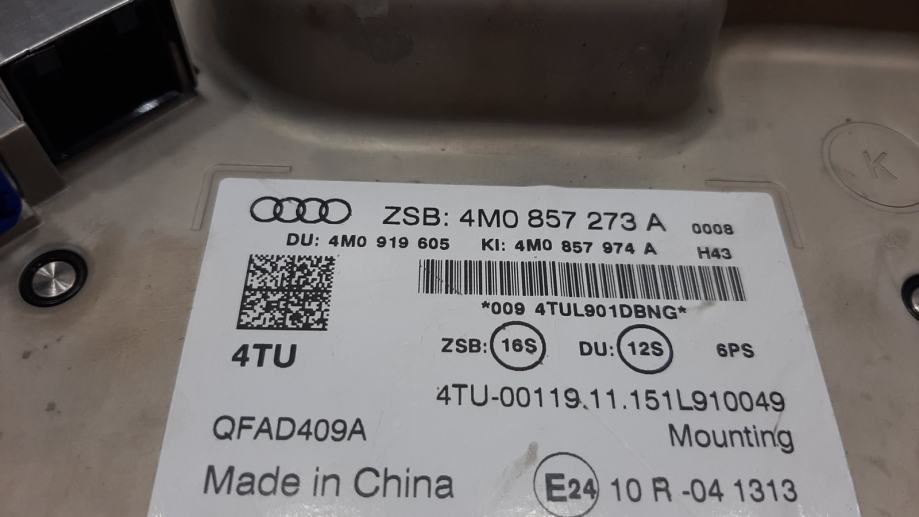 K
ZSB: 4M0 857 273 A 0008
DU: 4M0 919 605 KI: 4M0 857 974 A H43
*009 4TUL901DBNG*
4TU ZSB: 16S DU: 12S 6PS
4TU-00119.11.151L910049
QFAD409A Mounting
Made in China E24 10 R -04 1313